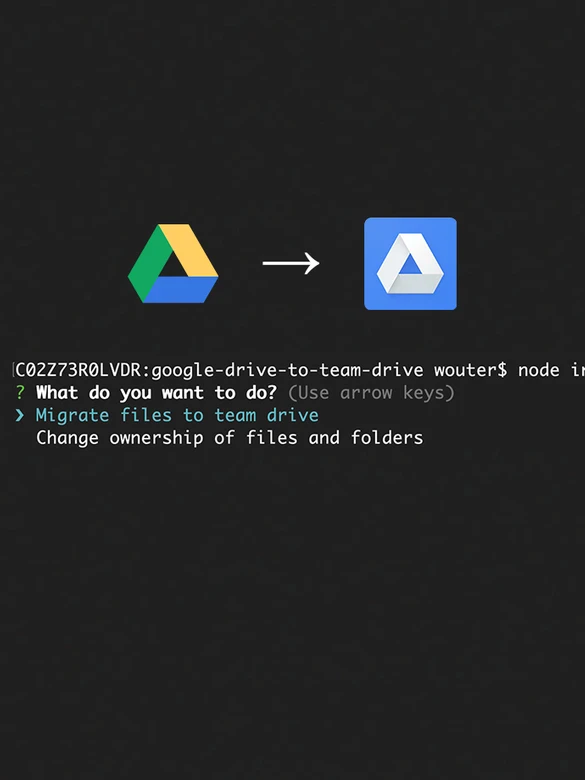 C02Z73R0LVDR:google-drive-to-team-drive wouter$ node
? What do you want to do? (Use arrow keys)
❯ Migrate files to team drive
Change ownership of files and folders